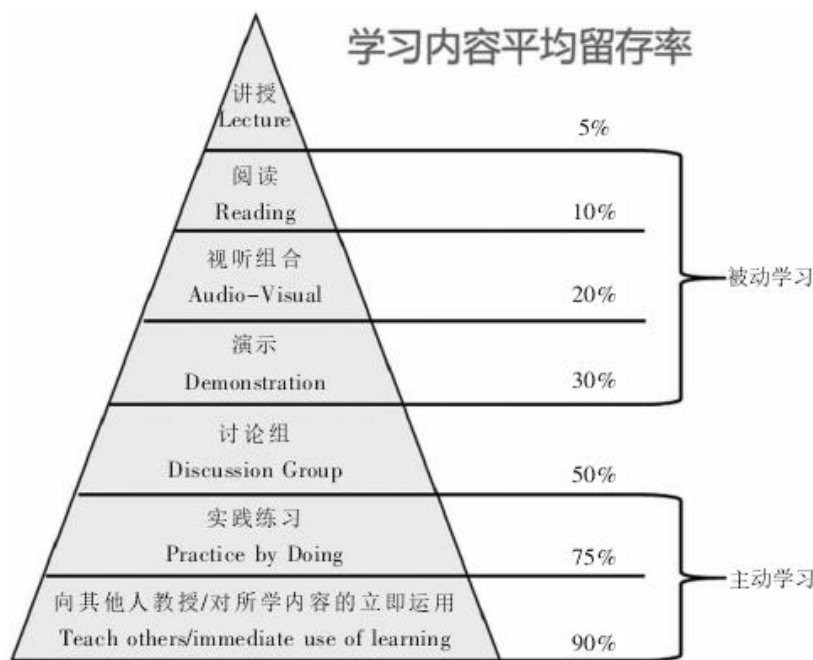 学习内容平均留存率
讲授
Lecture
5%
阅读
Reading
10%
视听组合
Audio-Visual
20%
被动学习
演示
Demonstration
30%
讨论组
Discussion Group
50%
实践练习
Practice by Doing
75%
主动学习
向其他人教授/对所学内容的立即运用
Teach others/immediate use of learning
90%